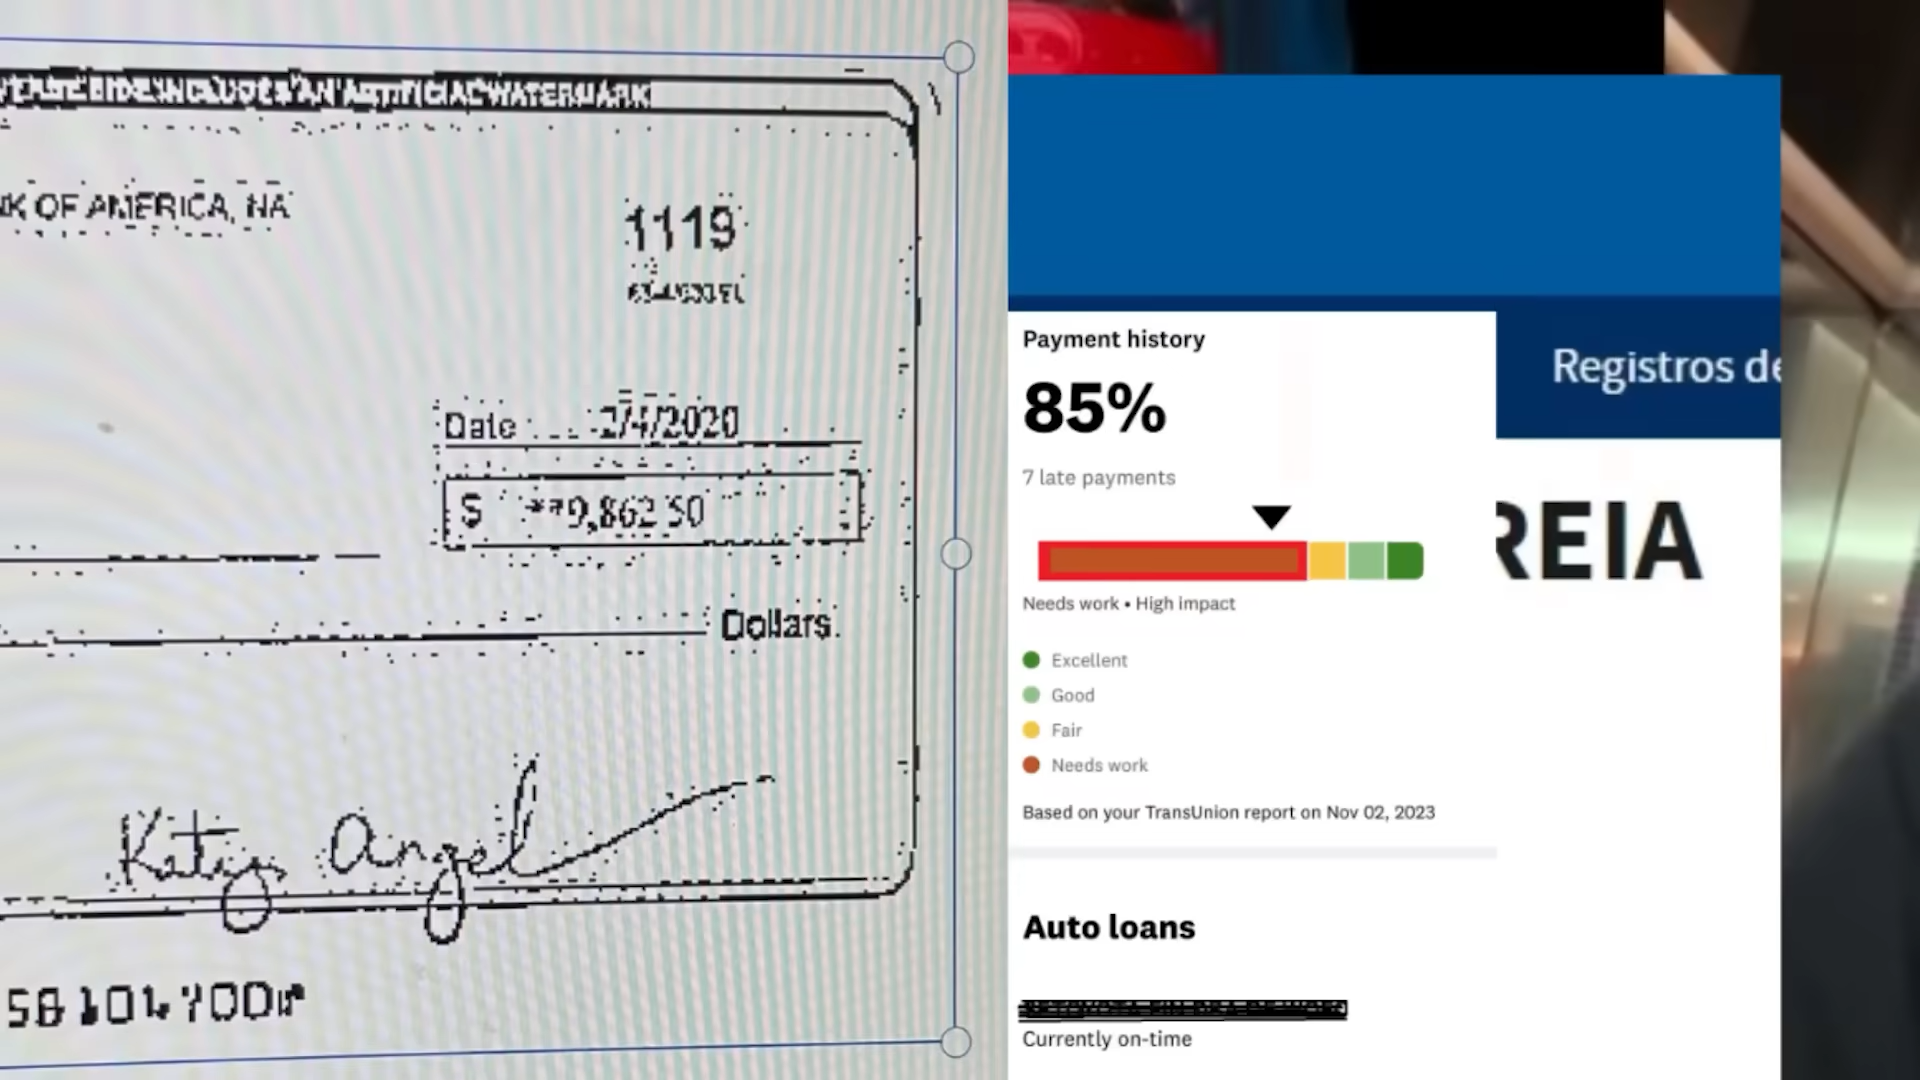 INCLUDES AN ARTIFICIAL WATERMARK
OF AMERICA, NA
1119
Date 2/4/2020
$ **9,862.50
Dollars
Katy Angel
Payment history
85%
7 late payments
Needs work • High impact
Excellent
Good
Fair
Needs work
Based on your TransUnion report on Nov 02, 2023
Auto loans
Currently on-time
Registros de
REIA